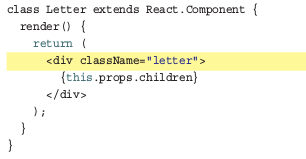 class Letter extends React.Component {
  render() {
    return (
      <div className="letter">
        {this.props.children}
      </div>
    );
  }
}